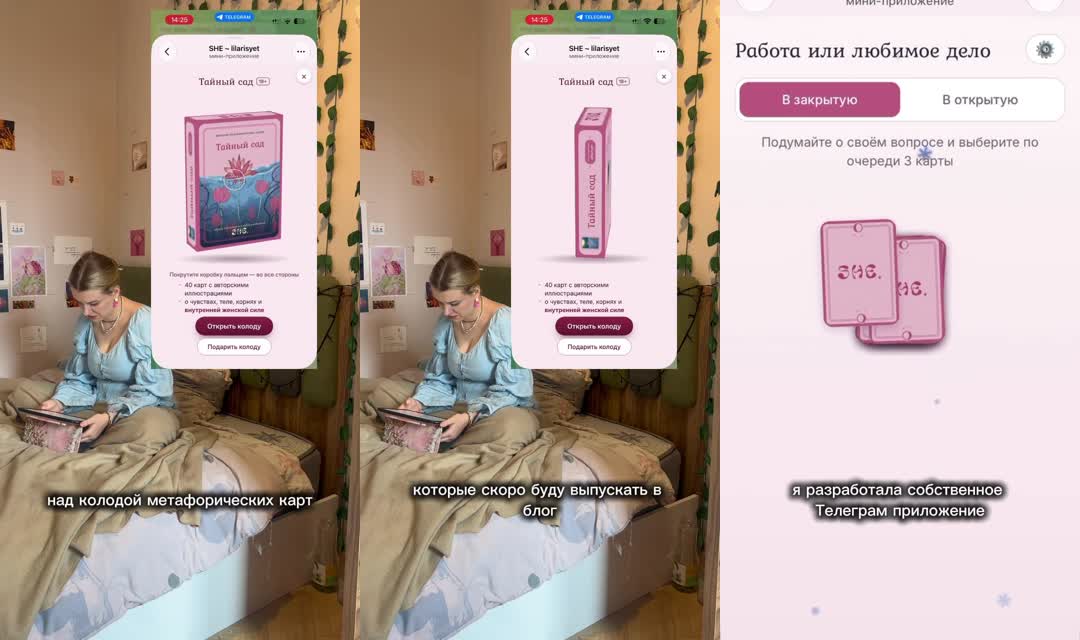 14:25
TELEGRAM
SHE ~ lilarisyet
мини-приложение
Тайный сад 18+
Тайный сад
Тайный сад
SHE.
Покрутите коробку пальцем — во все стороны
40 карт с авторскими
иллюстрациями
о чувствах, теле, корнях и
внутренней женской силе
Открыть колоду
Подарить колоду
над колодой метафорических карт
14:25
TELEGRAM
SHE ~ lilarisyet
мини-приложение
Тайный сад 18+
Тайный сад
40 карт с авторскими
иллюстрациями
о чувствах, теле, корнях и
внутренней женской силе
Открыть колоду
Подарить колоду
которые скоро буду выпускать в
блог
мини-приложение
Работа или любимое дело
В закрытую
В открытую
Подумайте о своём вопросе и выберите по
очереди 3 карты
SHE.
HE.
я разработала собственное
Телеграм приложение